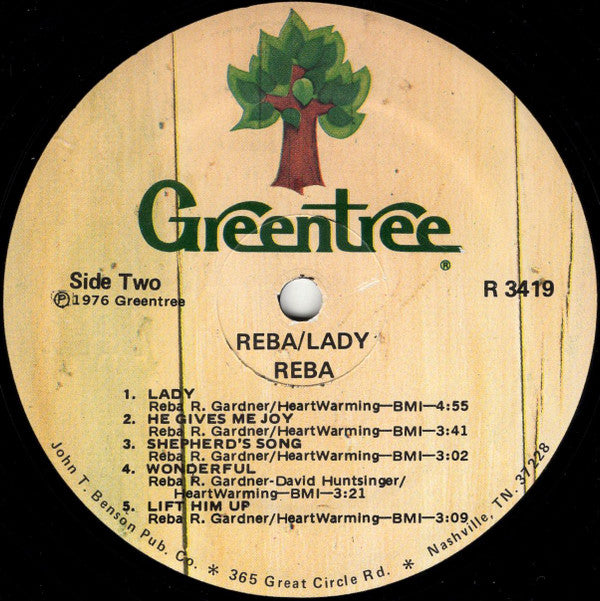 Greentree
®
Side Two
Ⓟ 1976 Greentree
R 3419
REBA/LADY
REBA
1. LADY
Reba R. Gardner/HeartWarming—BMI—4:55
2. HE GIVES ME JOY
Reba R. Gardner/HeartWarming—BMI—3:41
3. SHEPHERD'S SONG
Reba R. Gardner/HeartWarming—BMI—3:02
4. WONDERFUL
Reba R. Gardner-David Huntsinger/
HeartWarming—BMI—3:21
5. LIFT HIM UP
Reba R. Gardner/HeartWarming—BMI—3:09
John T. Benson Pub. Co. * 365 Great Circle Rd. * Nashville, TN. 37228